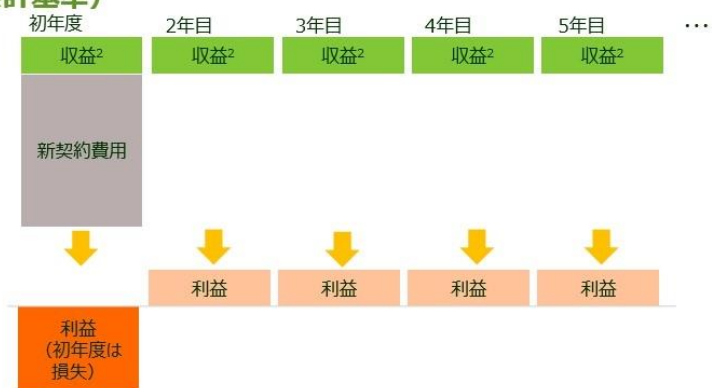 初年度 2年目 3年目 4年目 5年目 …
収益2 収益2 収益2 収益2 収益2
新契約費用
利益 利益 利益 利益
利益
(初年度は
損失)